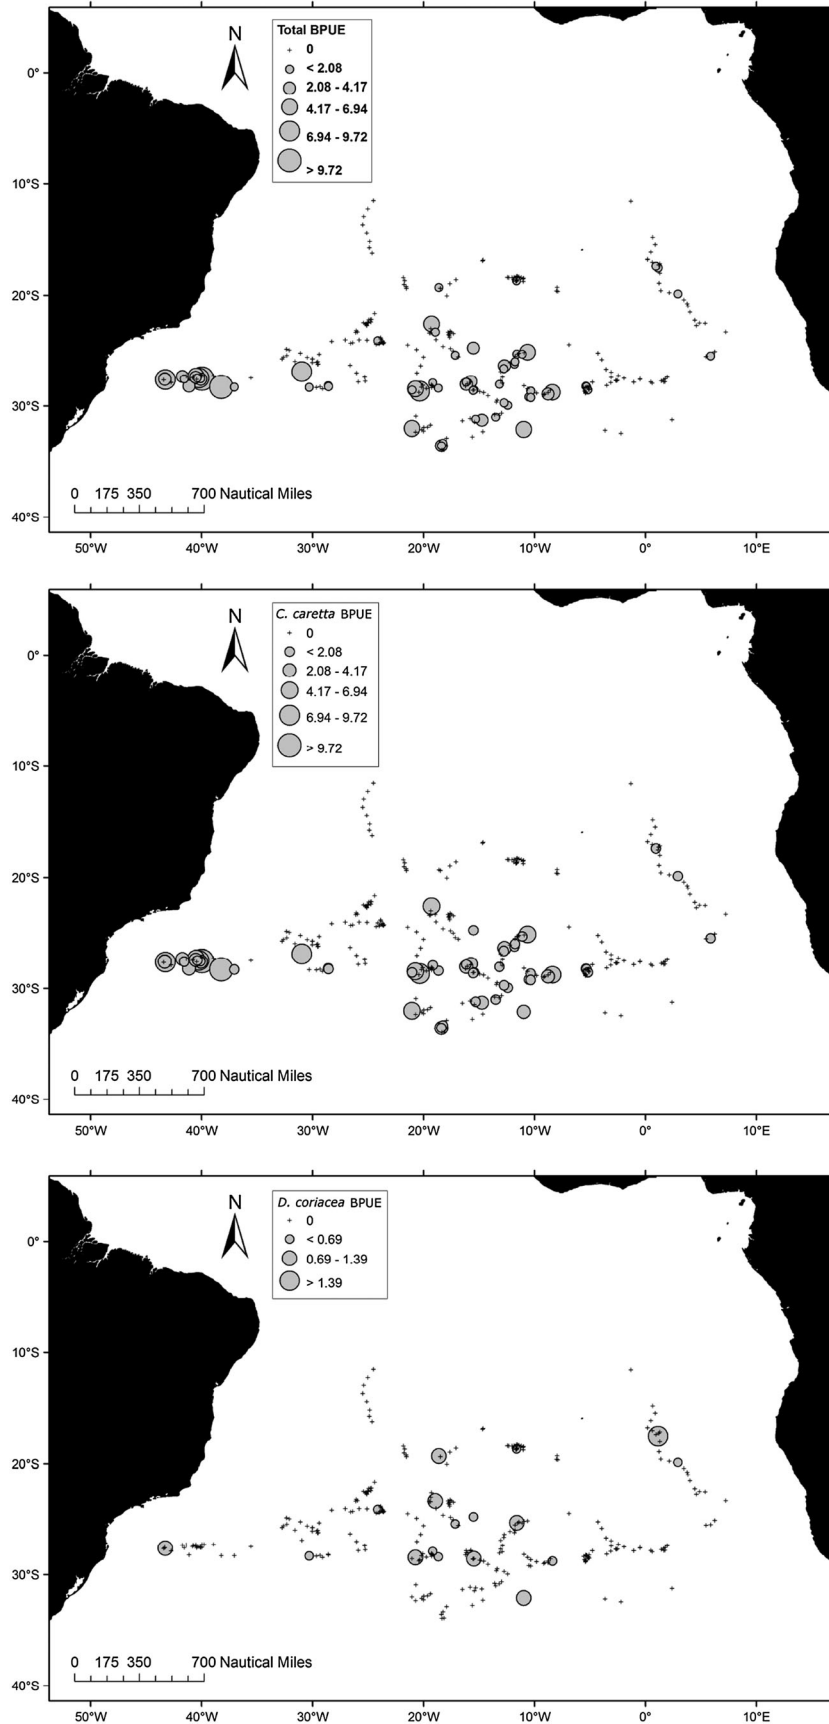 N
Total BPUE
0
< 2.08
2.08 - 4.17
4.17 - 6.94
6.94 - 9.72
> 9.72
0°
10°S
20°S
30°S
40°S
0 175 350 700 Nautical Miles
50°W 40°W 30°W 20°W 10°W 0° 10°E
N
C. caretta BPUE
0
< 2.08
2.08 - 4.17
4.17 - 6.94
6.94 - 9.72
> 9.72
0°
10°S
20°S
30°S
40°S
0 175 350 700 Nautical Miles
50°W 40°W 30°W 20°W 10°W 0° 10°E
N
D. coriacea BPUE
0
< 0.69
0.69 - 1.39
> 1.39
0°
10°S
20°S
30°S
40°S
0 175 350 700 Nautical Miles
50°W 40°W 30°W 20°W 10°W 0° 10°E